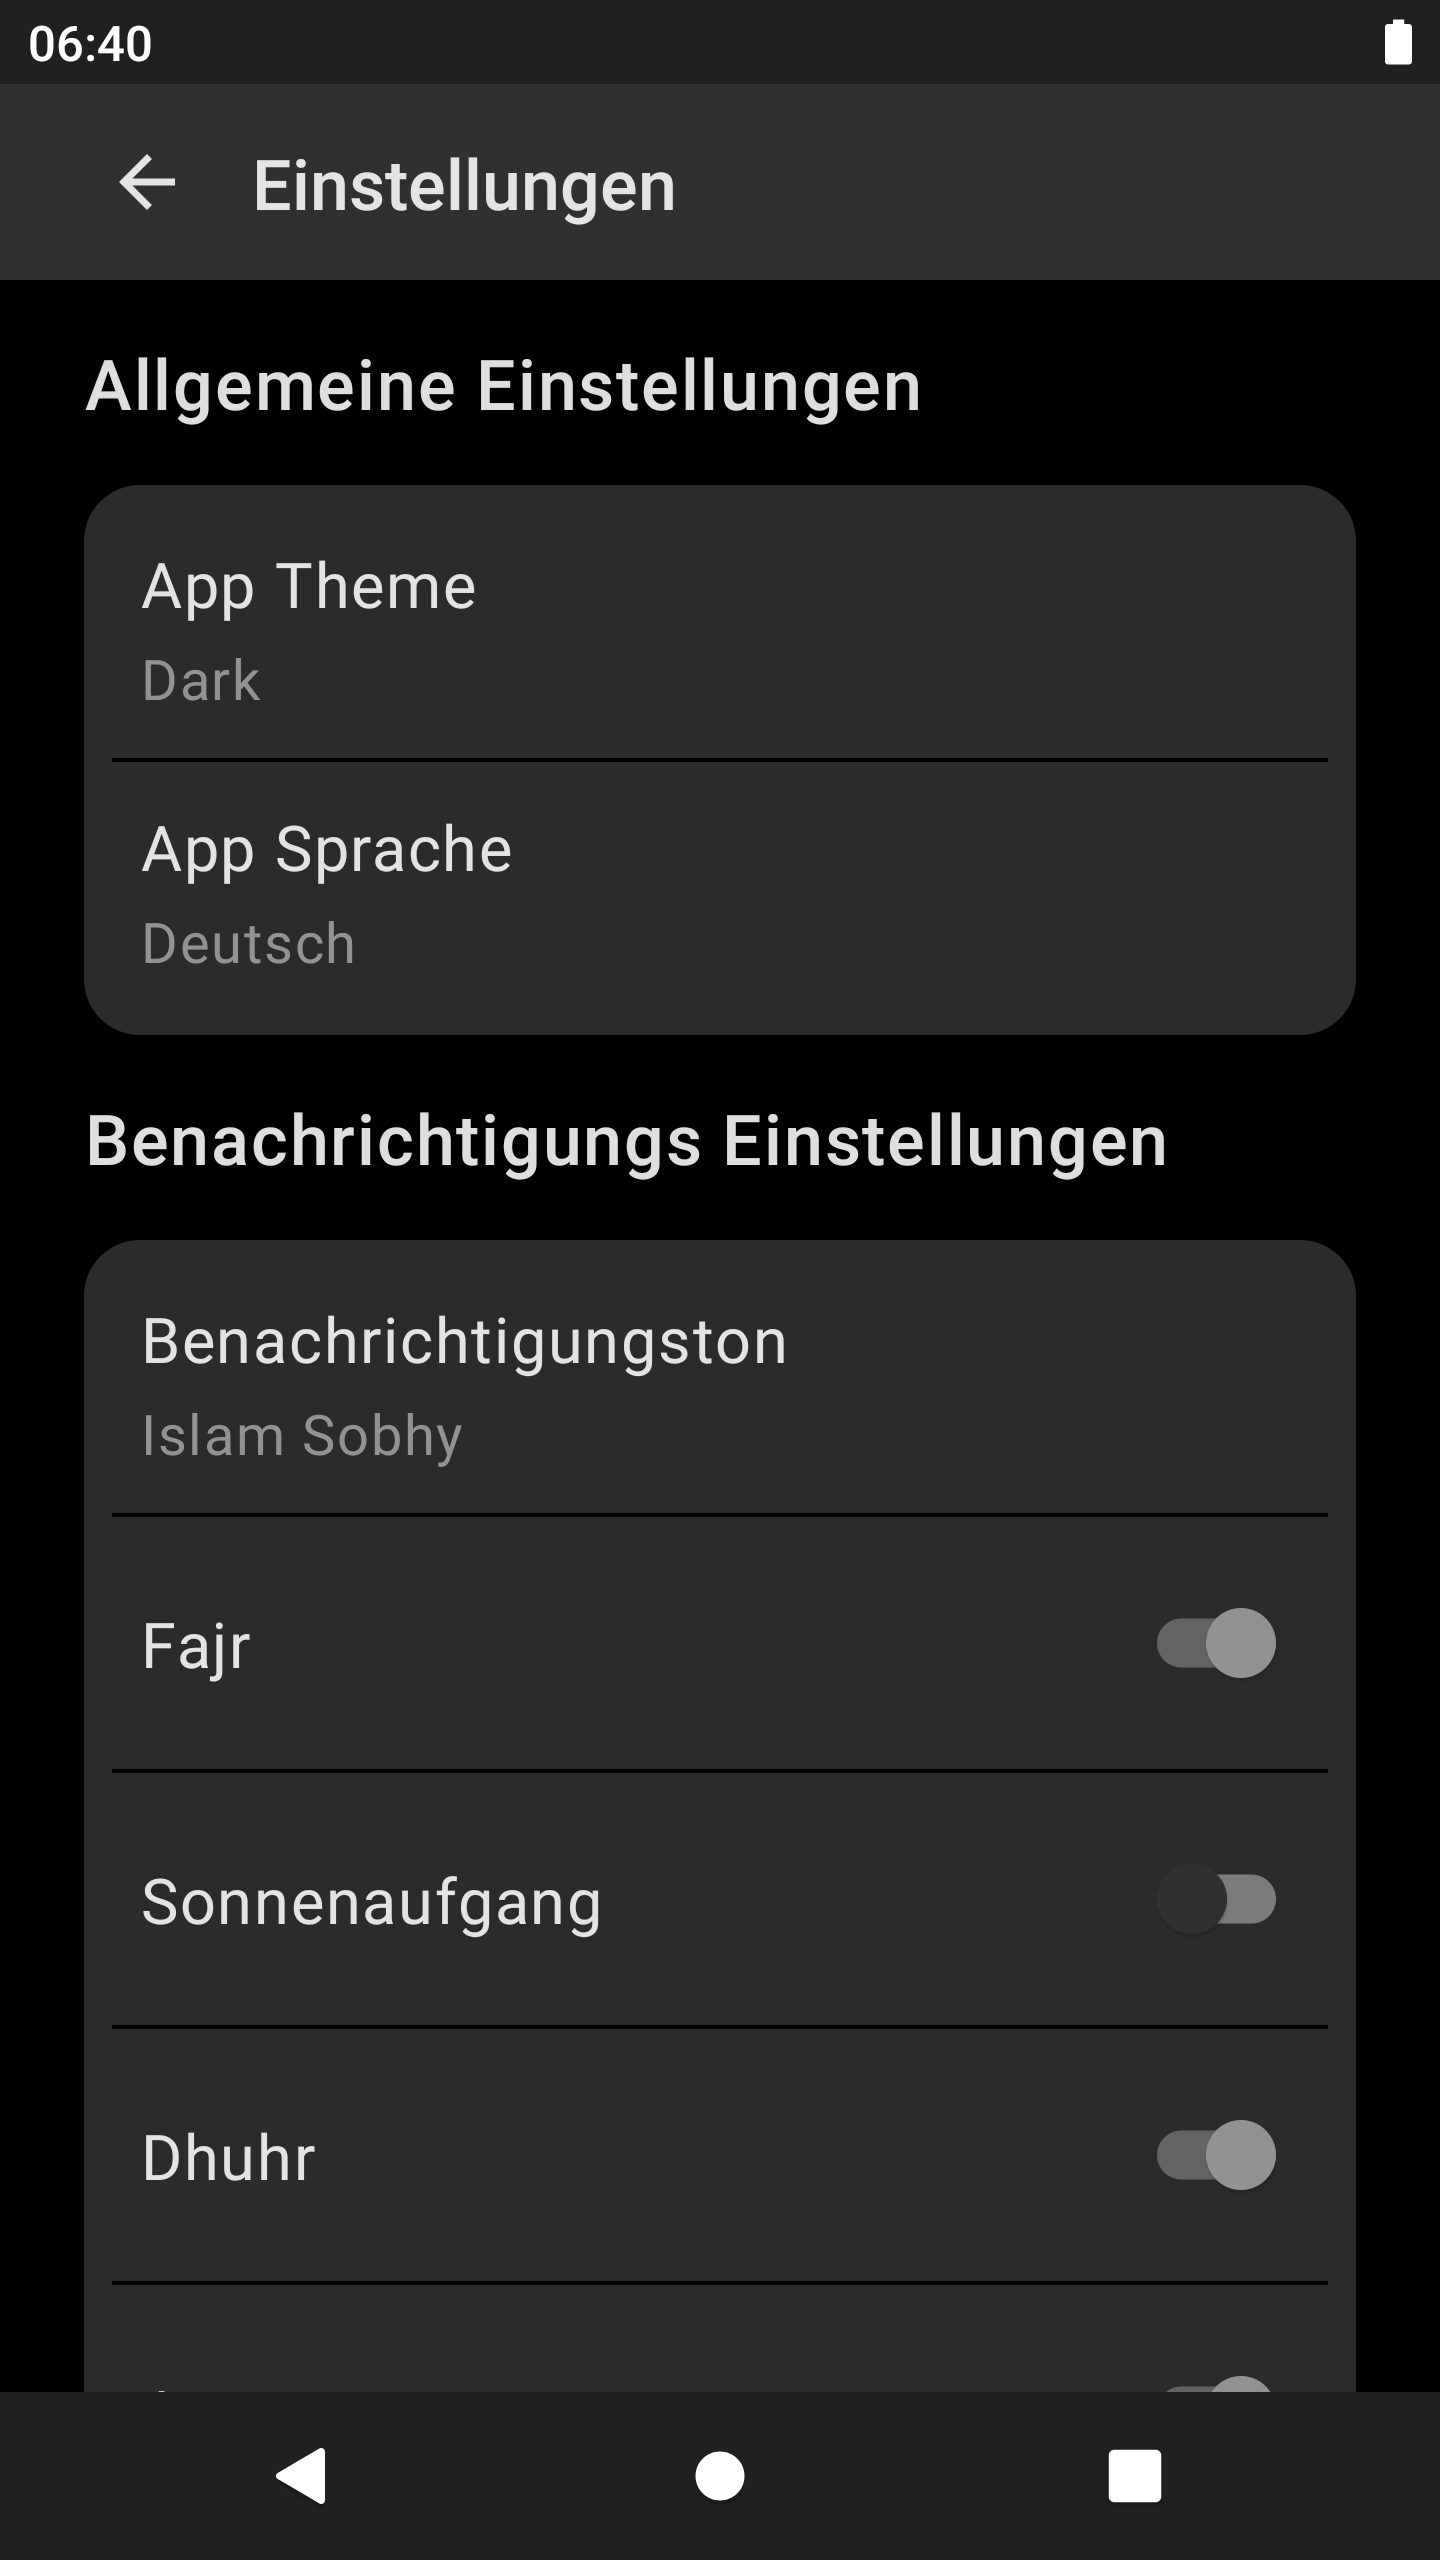 06:40
Einstellungen
Allgemeine Einstellungen
App Theme
Dark
App Sprache
Deutsch
Benachrichtigungs Einstellungen
Benachrichtigungston
Islam Sobhy
Fajr
Sonnenaufgang
Dhuhr